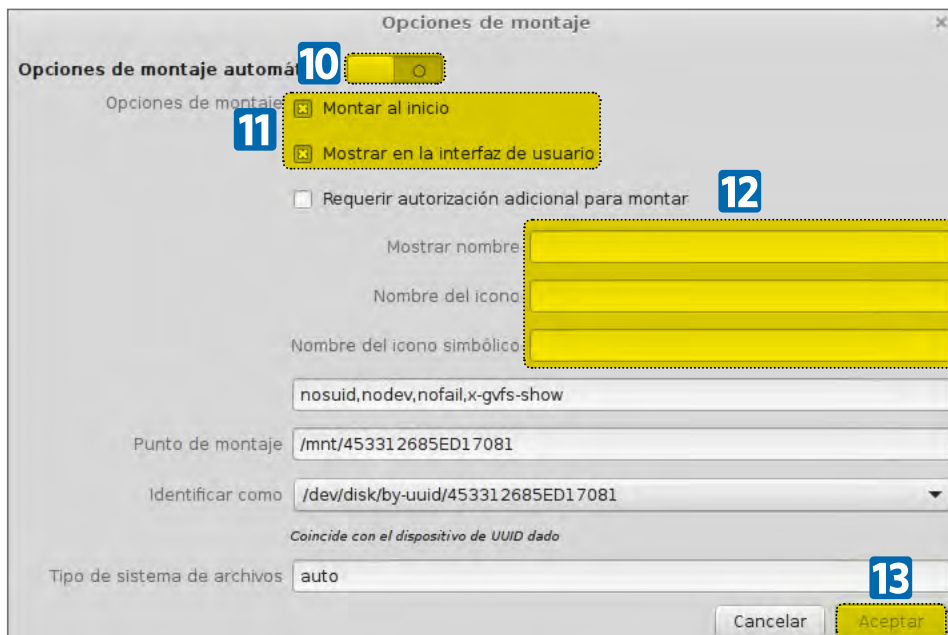 Opciones de montaje ×
Opciones de montaje automát 10
Opciones de montaje
11
Montar al inicio
Mostrar en la interfaz de usuario
Requerir autorización adicional para montar 12
Mostrar nombre
Nombre del icono
Nombre del icono simbólico
nosuid,nodev,nofail,x-gvfs-show
Punto de montaje /mnt/453312685ED17081
Identificar como /dev/disk/by-uuid/453312685ED17081
Coincide con el dispositivo de UUID dado
Tipo de sistema de archivos auto
13
Cancelar Aceptar